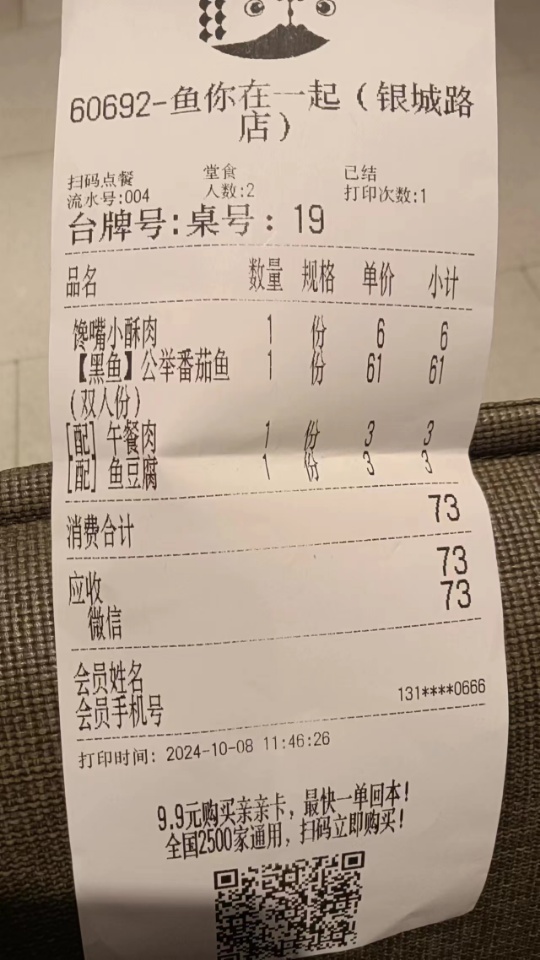 60692-鱼你在一起（银城路
店）
扫码点餐 堂食 已结
流水号:004 人数:2 打印次数:1
台牌号:桌号：19
品名 数量 规格 单价 小计
馋嘴小酥肉 1 份 6 6
【黑鱼】公举番茄鱼 1 份 61 61
(双人份)
[配] 午餐肉 1 份 3 3
[配] 鱼豆腐 1 份 3 3
消费合计 73
应收 73
微信 73
会员姓名
会员手机号 131****0666
打印时间: 2024-10-08 11:46:26
9.9元购买亲亲卡，最快一单回本!
全国2500家通用，扫码立即购买!